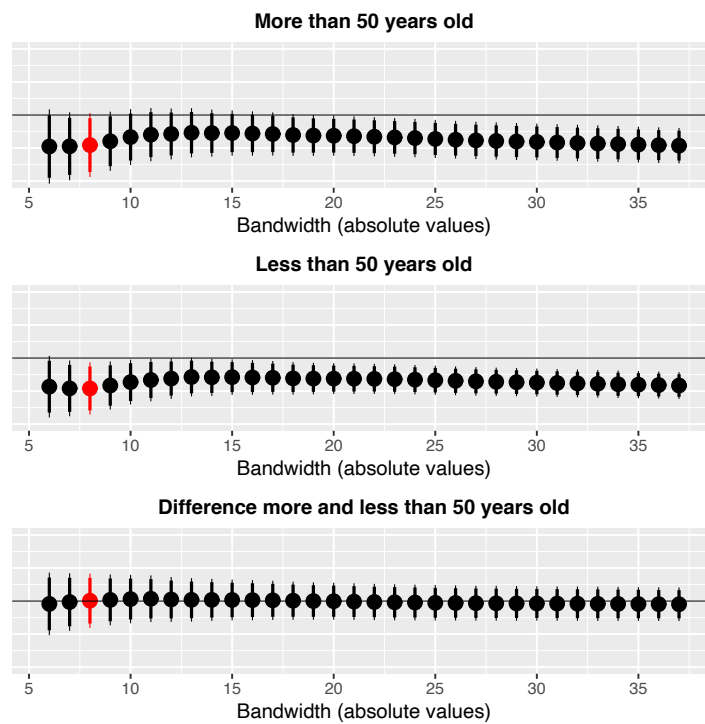 More than 50 years old
5 10 15 20 25 30 35
Bandwidth (absolute values)
Less than 50 years old
5 10 15 20 25 30 35
Bandwidth (absolute values)
Difference more and less than 50 years old
5 10 15 20 25 30 35
Bandwidth (absolute values)